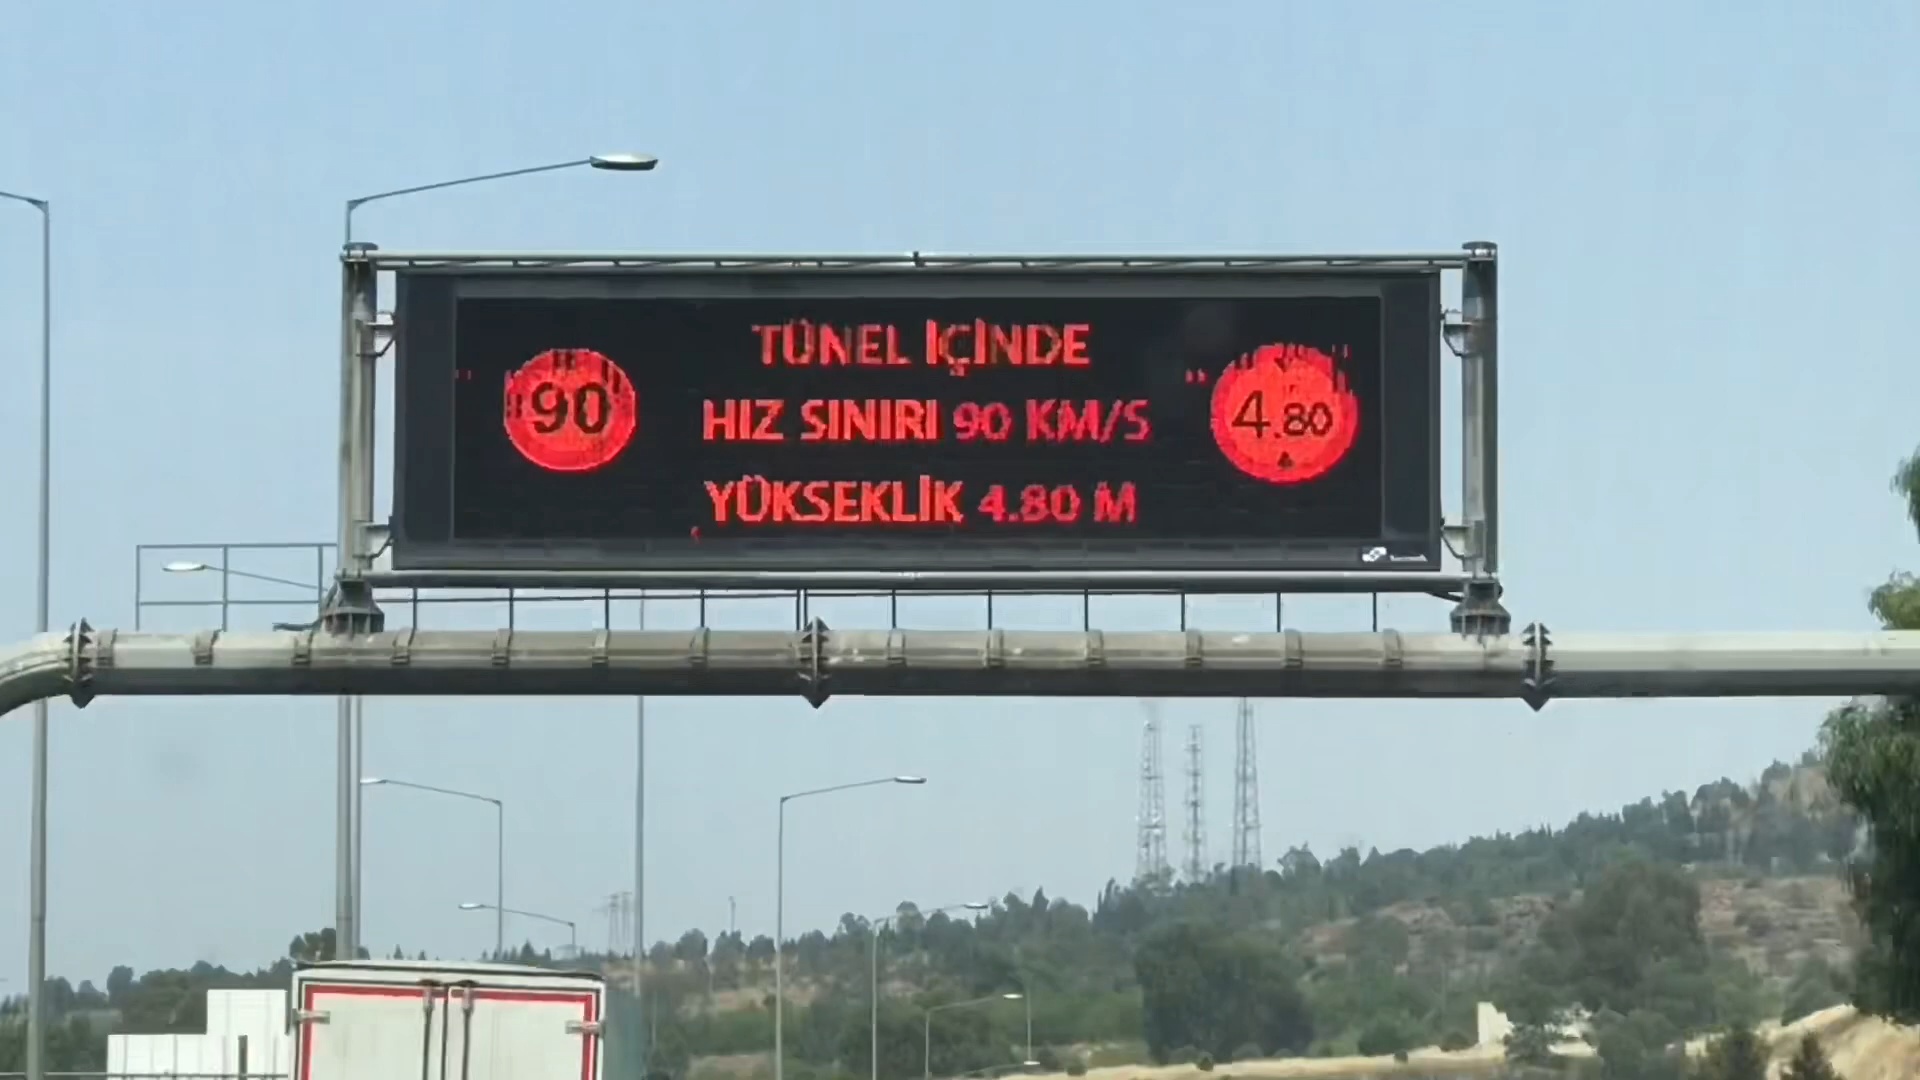 TÜNEL İÇİNDE
90
HIZ SINIRI 90 KM/S
4.80
YÜKSEKLİK 4.80 M